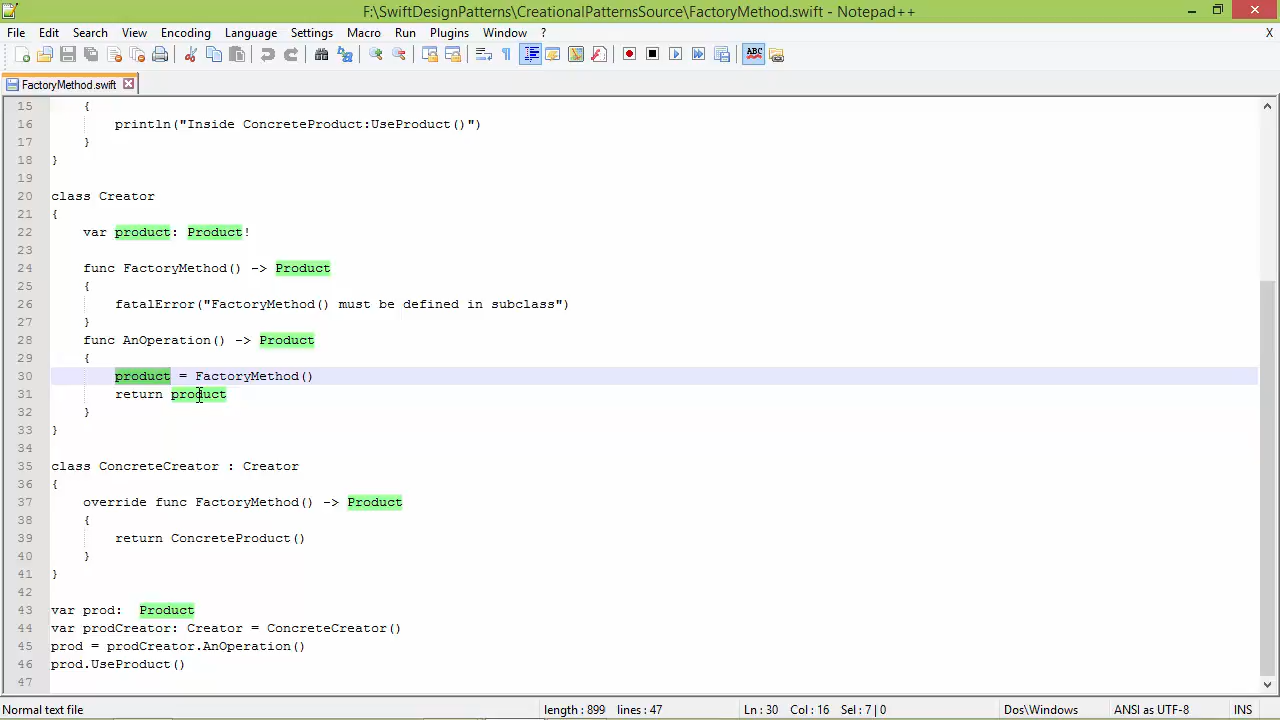 F:\SwiftDesignPatterns\CreationalPatternsSource\FactoryMethod.swift - Notepad++
File Edit Search View Encoding Language Settings Macro Run Plugins Window ? X
ABC
FactoryMethod.swift
15 {
16 println("Inside ConcreteProduct:UseProduct()")
17 }
18 }
19
20 class Creator
21 {
22 var product: Product!
23
24 func FactoryMethod() -> Product
25 {
26 fatalError("FactoryMethod() must be defined in subclass")
27 }
28 func AnOperation() -> Product
29 {
30 product = FactoryMethod()
31 return product
32 }
33 }
34
35 class ConcreteCreator : Creator
36 {
37 override func FactoryMethod() -> Product
38 {
39 return ConcreteProduct()
40 }
41 }
42
43 var prod:  Product
44 var prodCreator: Creator = ConcreteCreator()
45 prod = prodCreator.AnOperation()
46 prod.UseProduct()
47
Normal text file length : 899 lines : 47 Ln : 30 Col : 16 Sel : 7 | 0 Dos\Windows ANSI as UTF-8 INS